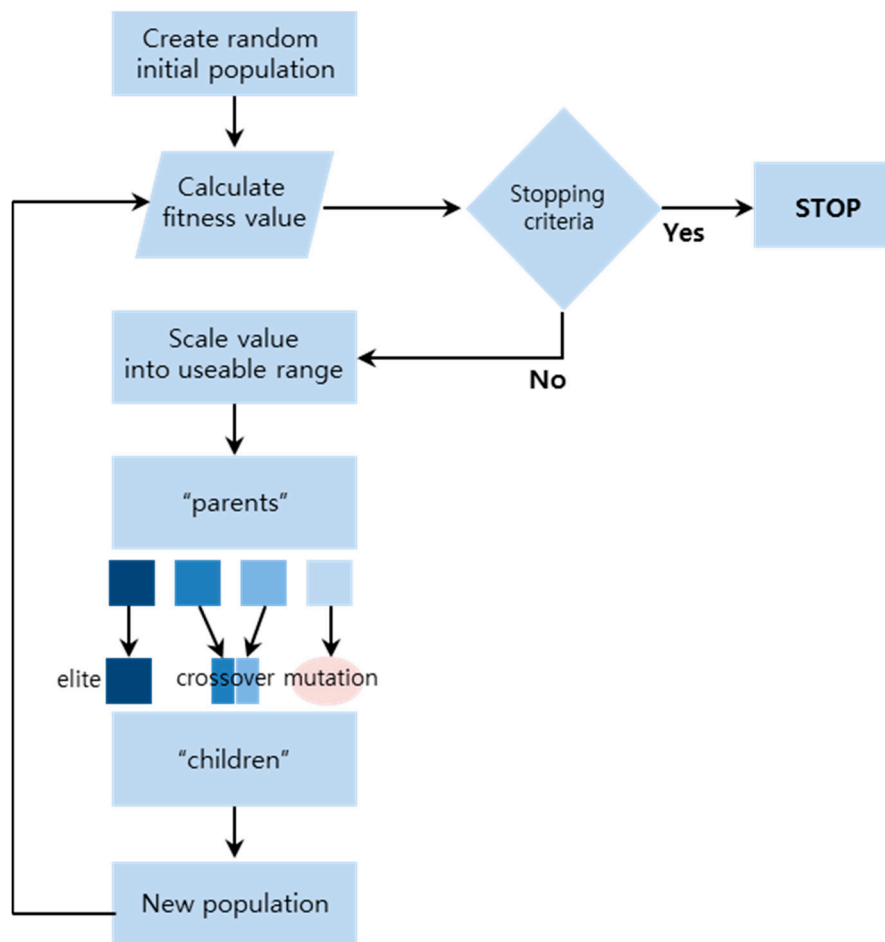 Create random
initial population
Calculate
fitness value
Stopping
criteria
Yes
STOP
No
Scale value
into useable range
“parents”
elite
crossover
mutation
“children”
New population